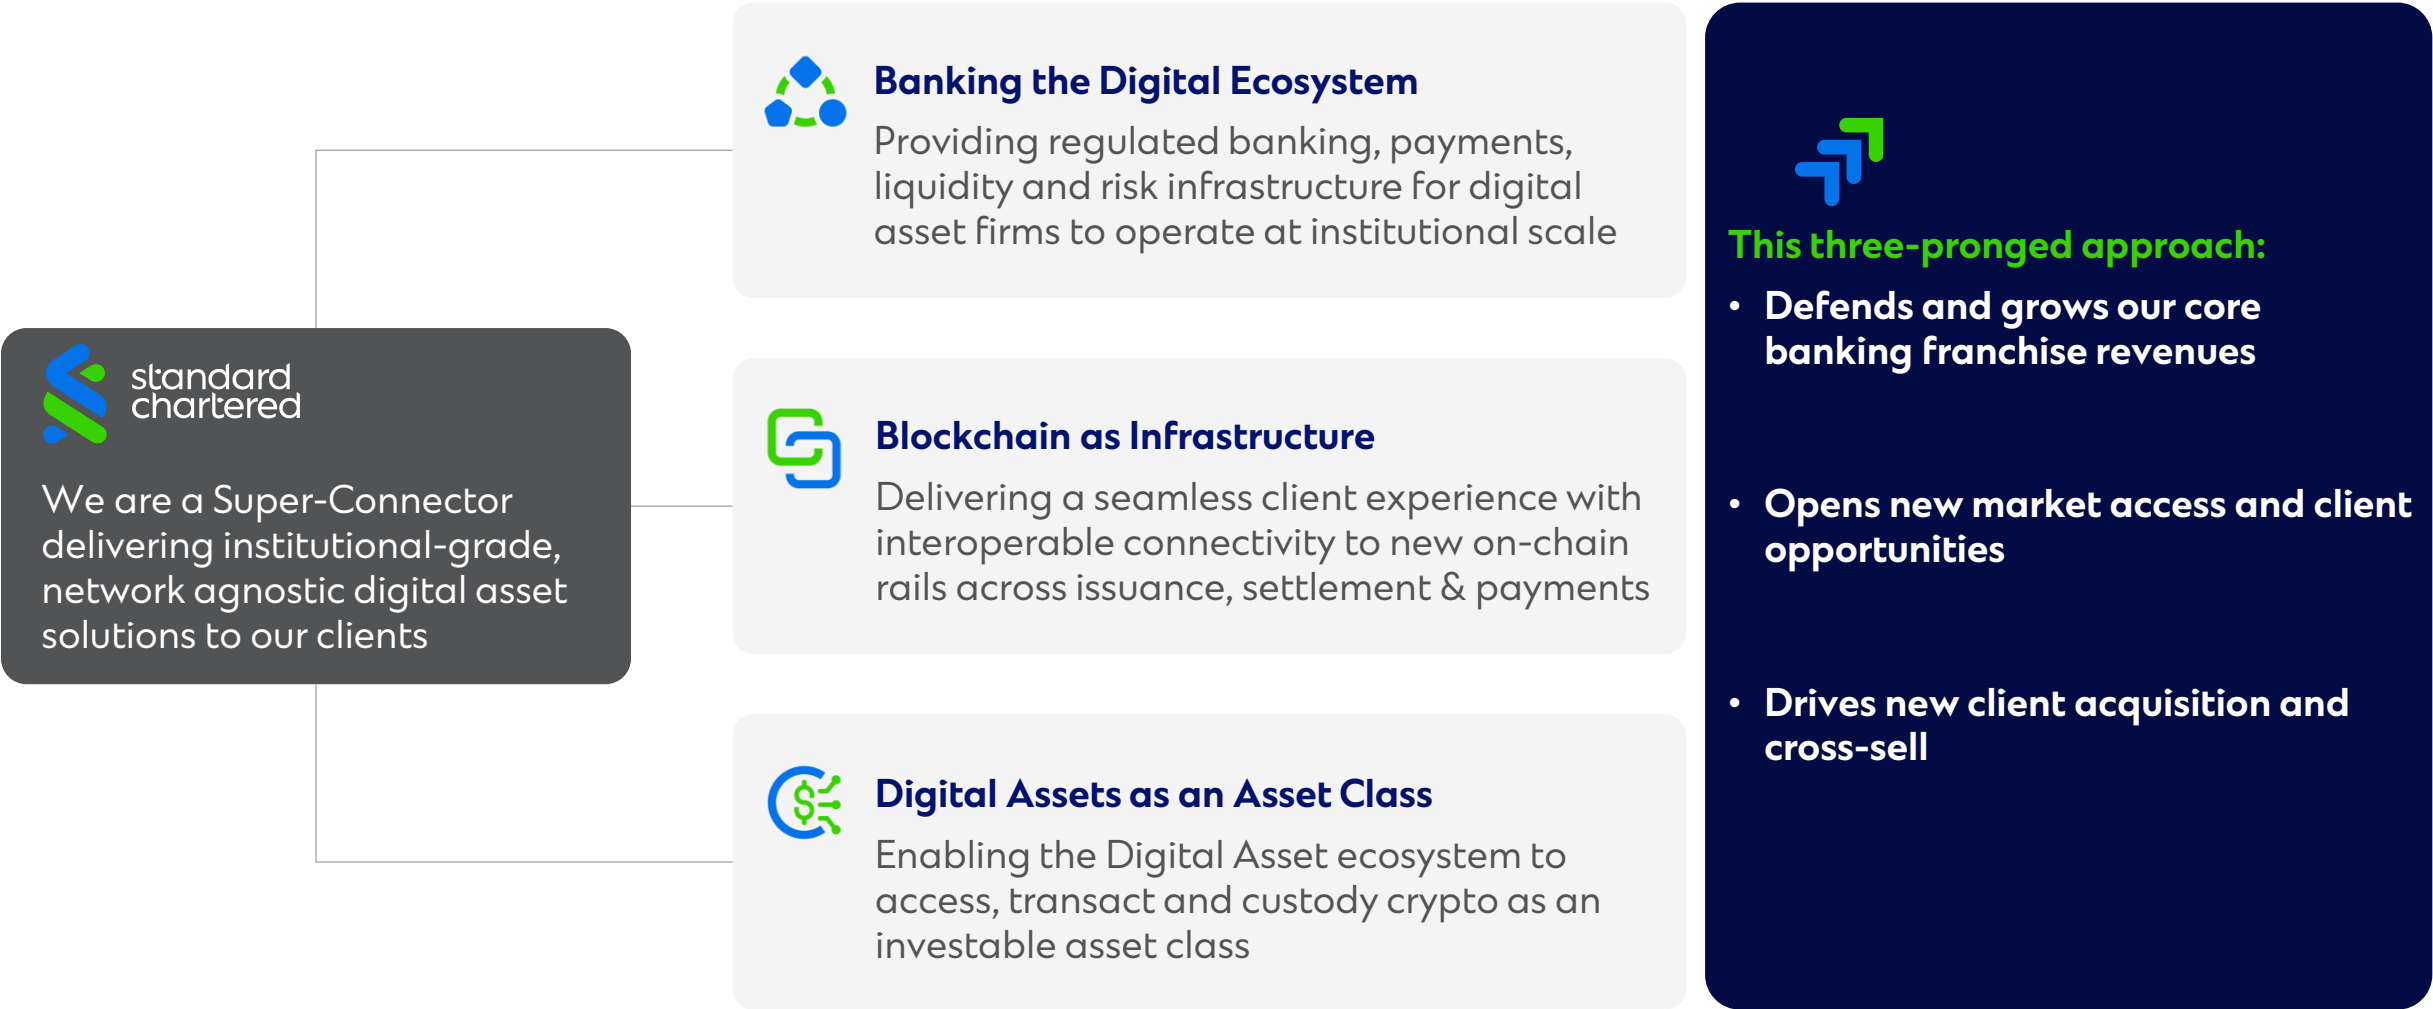 standard
chartered
We are a Super-Connector
delivering institutional-grade,
network agnostic digital asset
solutions to our clients
Banking the Digital Ecosystem
Providing regulated banking, payments,
liquidity and risk infrastructure for digital
asset firms to operate at institutional scale
Blockchain as Infrastructure
Delivering a seamless client experience with
interoperable connectivity to new on-chain
rails across issuance, settlement & payments
Digital Assets as an Asset Class
Enabling the Digital Asset ecosystem to
access, transact and custody crypto as an
investable asset class
This three-pronged approach:
• Defends and grows our core
banking franchise revenues
• Opens new market access and client
opportunities
• Drives new client acquisition and
cross-sell